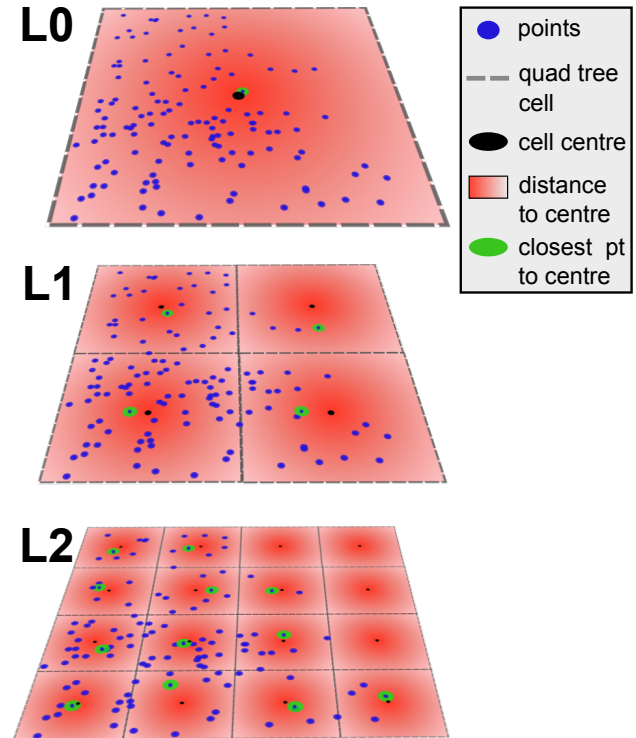 L0
points
quad tree
cell
cell centre
distance
to centre
closest pt
to centre
L1
L2